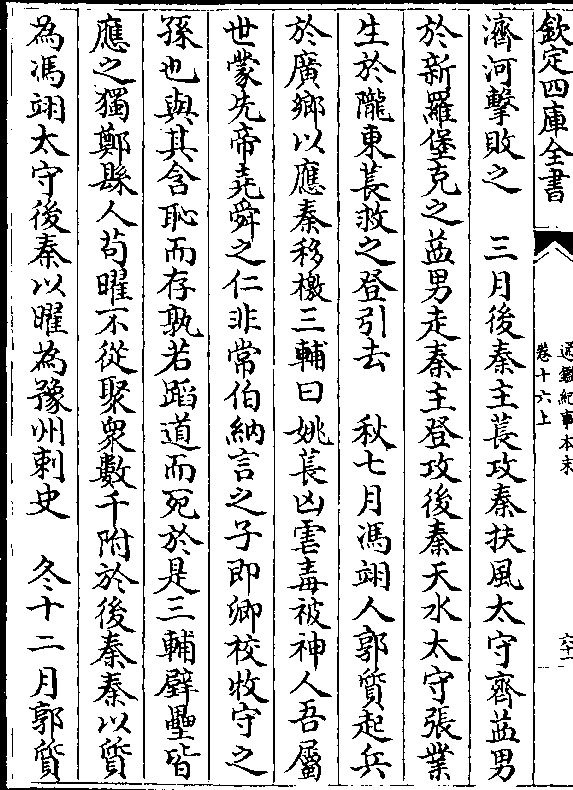 欽定四庫全書
通鑑紀事本末
卷十六上
六十一
濟河擊敗之　三月後秦主萇攻秦扶風太守齊益男
於新羅堡克之益男走秦主登攻後秦天水太守張業
生於隴東萇救之登引去　秋七月馮翊人郭質起兵
於廣鄉以應秦移檄三輔曰姚萇凶虐毒被神人吾屬
世蒙先帝堯舜之仁非常伯納言之子即卿校牧守之
孫也與其含恥而存孰若蹈道而死於是三輔壁壘皆
應之獨鄭縣人苟曜不從聚衆數千附於後秦秦以質
為馮翊太守後秦以曜為豫州刺史　冬十二月郭質